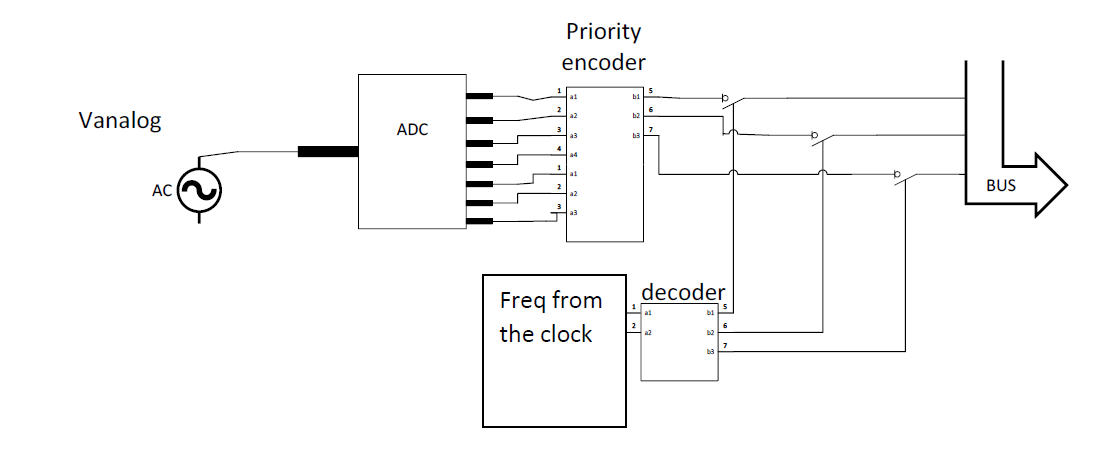 Priority
encoder
Vanalog
ADC
AC
1 a1 b1 5
2 a2 b2 6
3 a3 b3 7
4 a4
1 a1
2 a2
3 a3
BUS
Freq from
the clock
decoder
1 a1 b1 5
2 a2 b2 6
b3 7